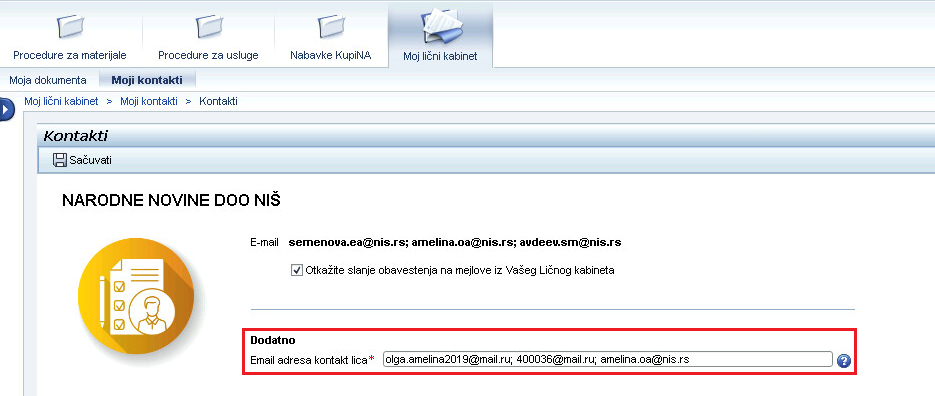 Procedure za materijale Procedure za usluge Nabavke KupiNA Moj lični kabinet
Moja dokumenta Moji kontakti
Moj lični kabinet > Moji kontakti > Kontakti
Kontakti
Sačuvati
NARODNE NOVINE DOO NIŠ
E-mail semenova.ea@nis.rs; amelina.oa@nis.rs; avdeev.sm@nis.rs
Otkažite slanje obavestenja na mejlove iz Vašeg Ličnog kabineta
Dodatno
Email adresa kontakt lica* olga.amelina2019@mail.ru; 400036@mail.ru; amelina.oa@nis.rs ?